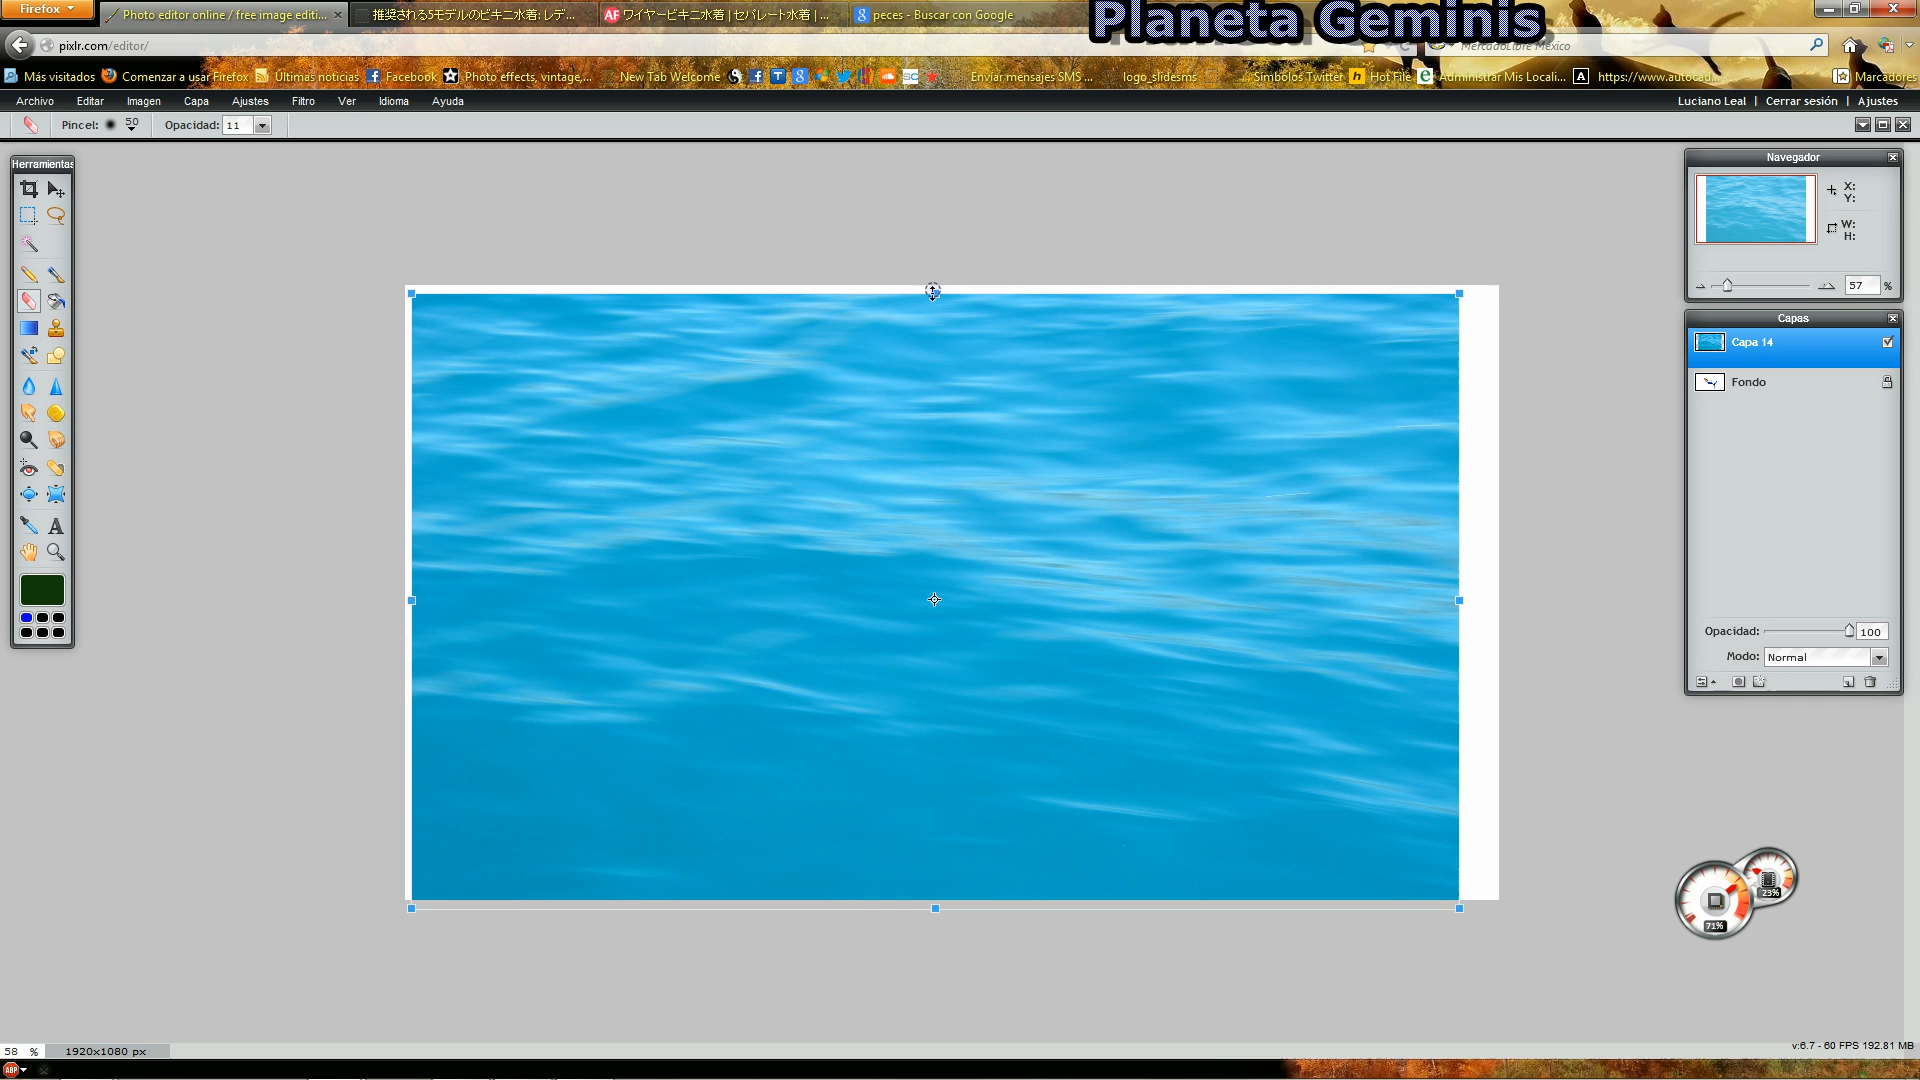 Firefox
Photo editor online / free image editi...
推奨される5モデルのビキニ水着: レデ...
AF ワイヤービキニ水着 | セパレート水着 | ...
peces - Buscar con Google
Planeta Geminis
pixlr.com/editor/
MercadoLibre México
Más visitados
Comenzar a usar Firefox
Últimas noticias
Facebook
Photo effects, vintage,...
New Tab Welcome
Enviar mensajes SMS ...
logo_slidesms
Simbolos Twitter
Hot File
Administrar Mis Locali...
https://www.autocad...
Marcadores
Archivo
Editar
Imagen
Capa
Ajustes
Filtro
Ver
Idioma
Ayuda
Luciano Leal | Cerrar sesión | Ajustes
Pincel: 50
Opacidad: 11
Herramientas
Navegador
X:
Y:
W:
H:
57 %
Capas
Capa 14
Fondo
Opacidad: 100
Modo: Normal
23%
71%
58 %
1920x1080 px
v:6.7 - 60 FPS 192.81 MB
ABP